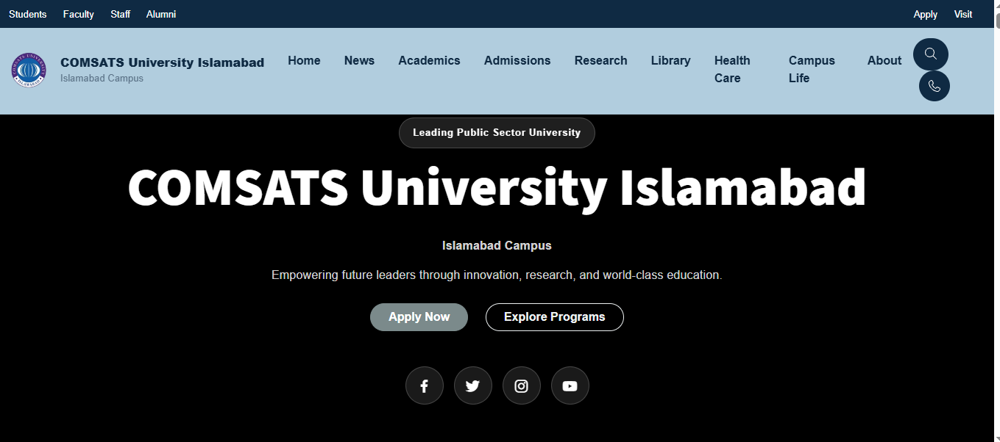 Students Faculty Staff Alumni Apply Visit
COMSATS University Islamabad
Islamabad Campus
Home News Academics Admissions Research Library Health Care Campus Life About
Leading Public Sector University
COMSATS University Islamabad
Islamabad Campus
Empowering future leaders through innovation, research, and world-class education.
Apply Now Explore Programs